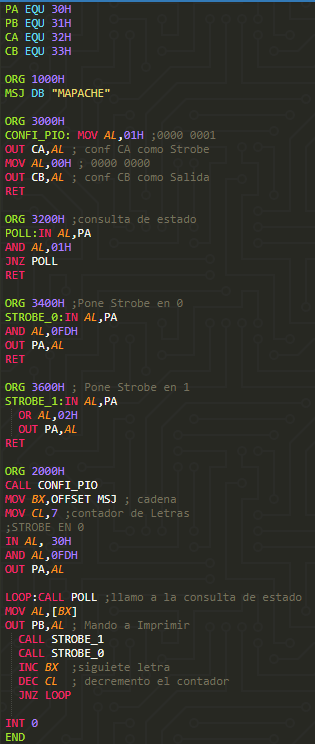 PA EQU 30H
PB EQU 31H
CA EQU 32H
CB EQU 33H
ORG 1000H
MSJ DB "MAPACHE"
ORG 3000H
CONFI_PIO: MOV AL,01H ;0000 0001
OUT CA,AL ; conf CA como Strobe
MOV AL,00H ; 0000 0000
OUT CB,AL ; conf CB como Salida
RET
ORG 3200H ;consulta de estado
POLL:IN AL,PA
AND AL,01H
JNZ POLL
RET
ORG 3400H ;Pone Strobe en 0
STROBE_0:IN AL,PA
AND AL,0FDH
OUT PA,AL
RET
ORG 3600H ; Pone Strobe en 1
STROBE_1:IN AL,PA
OR AL,02H
OUT PA,AL
RET
ORG 2000H
CALL CONFI_PIO
MOV BX,OFFSET MSJ ; cadena
MOV CL,7 ;contador de Letras
;STROBE EN 0
IN AL, 30H
AND AL,0FDH
OUT PA,AL
LOOP:CALL POLL ;llamo a la consulta de estado
MOV AL,[BX]
OUT PB,AL ; Mando a Imprimir
CALL STROBE_1
CALL STROBE_0
INC BX ;siguiete letra
DEC CL ; decremento el contador
JNZ LOOP
INT 0
END